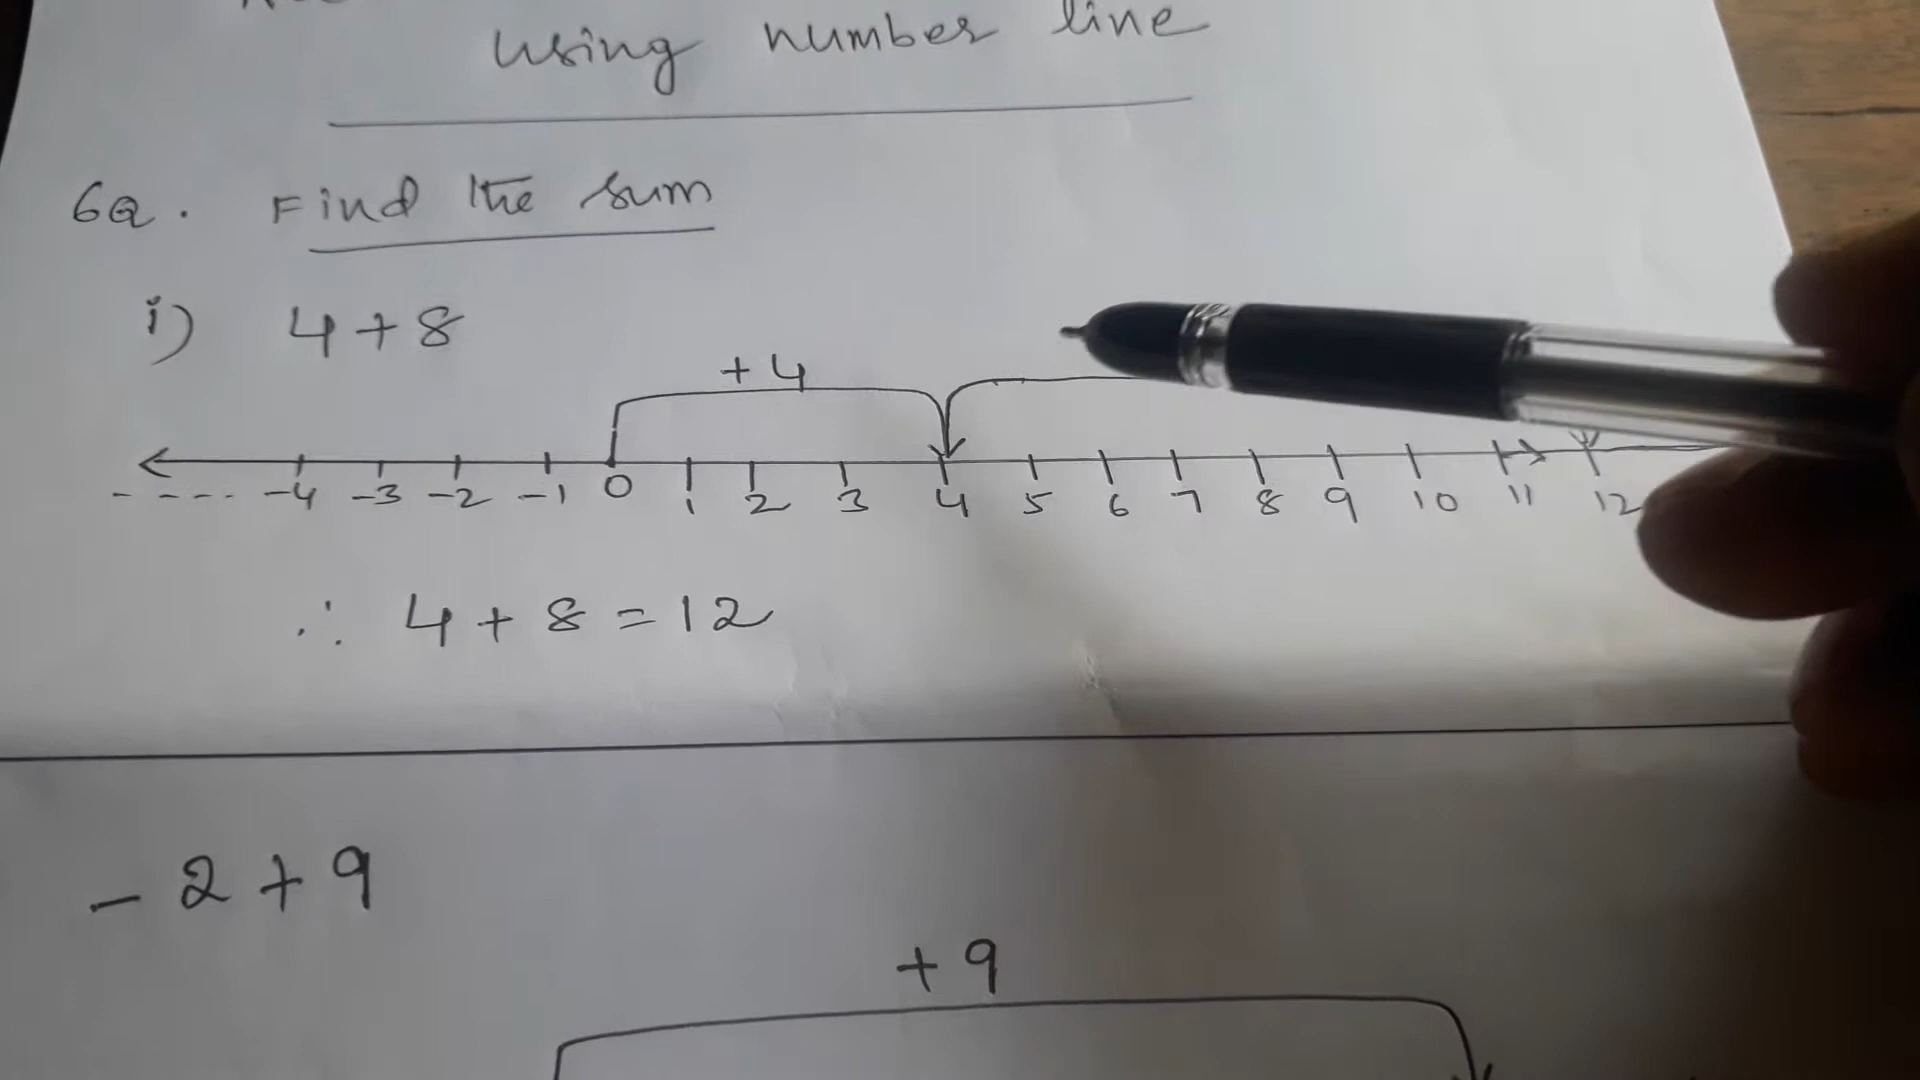 using number line
6Q. Find the sum
i) 4+8
+4
---- -4 -3 -2 -1 0 1 2 3 4 5 6 7 8 9 10 11 12
∴ 4 + 8 = 12
- 2 + 9
+9